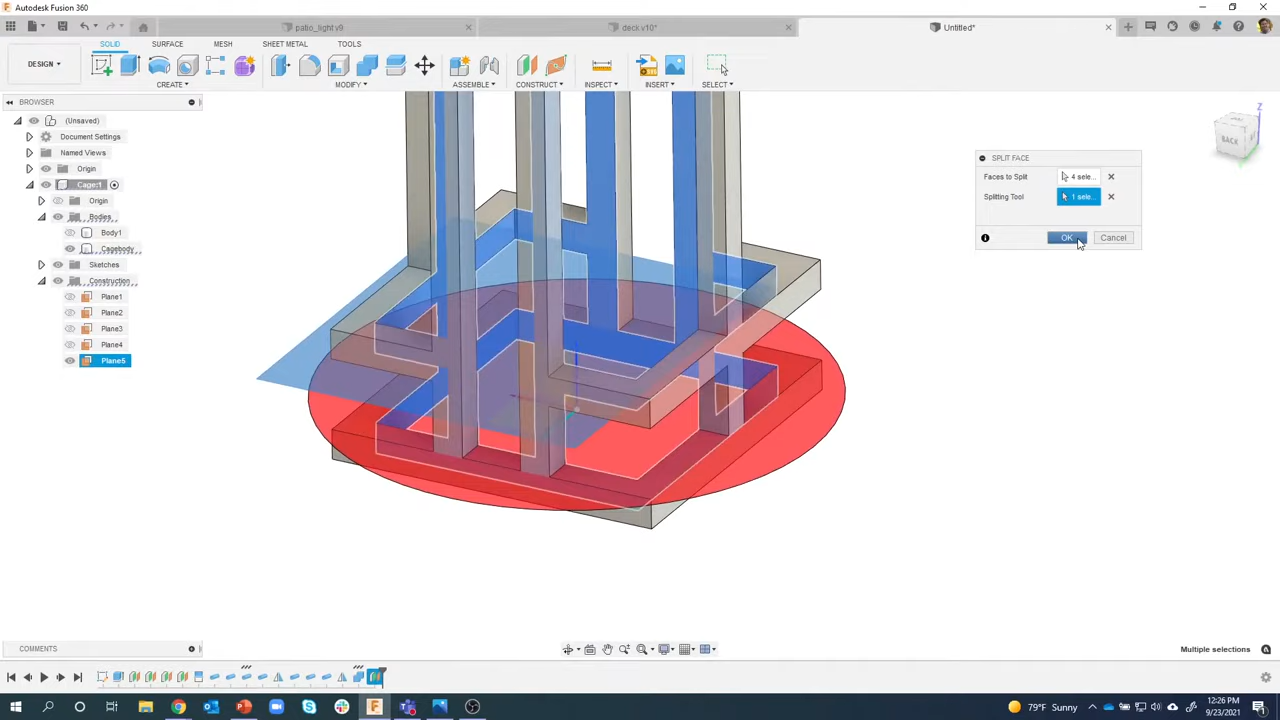 Autodesk Fusion 360
patio_light v9
deck v10*
Untitled*
SOLID SURFACE MESH SHEET METAL TOOLS
DESIGN
CREATE MODIFY ASSEMBLE CONSTRUCT INSPECT INSERT SELECT
BROWSER
(Unsaved)
Document Settings
Named Views
Origin
Cage:1
Origin
Bodies
Body1
Cagebody
Sketches
Construction
Plane1
Plane2
Plane3
Plane4
Plane5
Z
BACK
SPLIT FACE
Faces to Split 4 sele...
Splitting Tool 1 sele...
OK Cancel
COMMENTS
Multiple selections
79°F Sunny
12:26 PM
9/23/2021